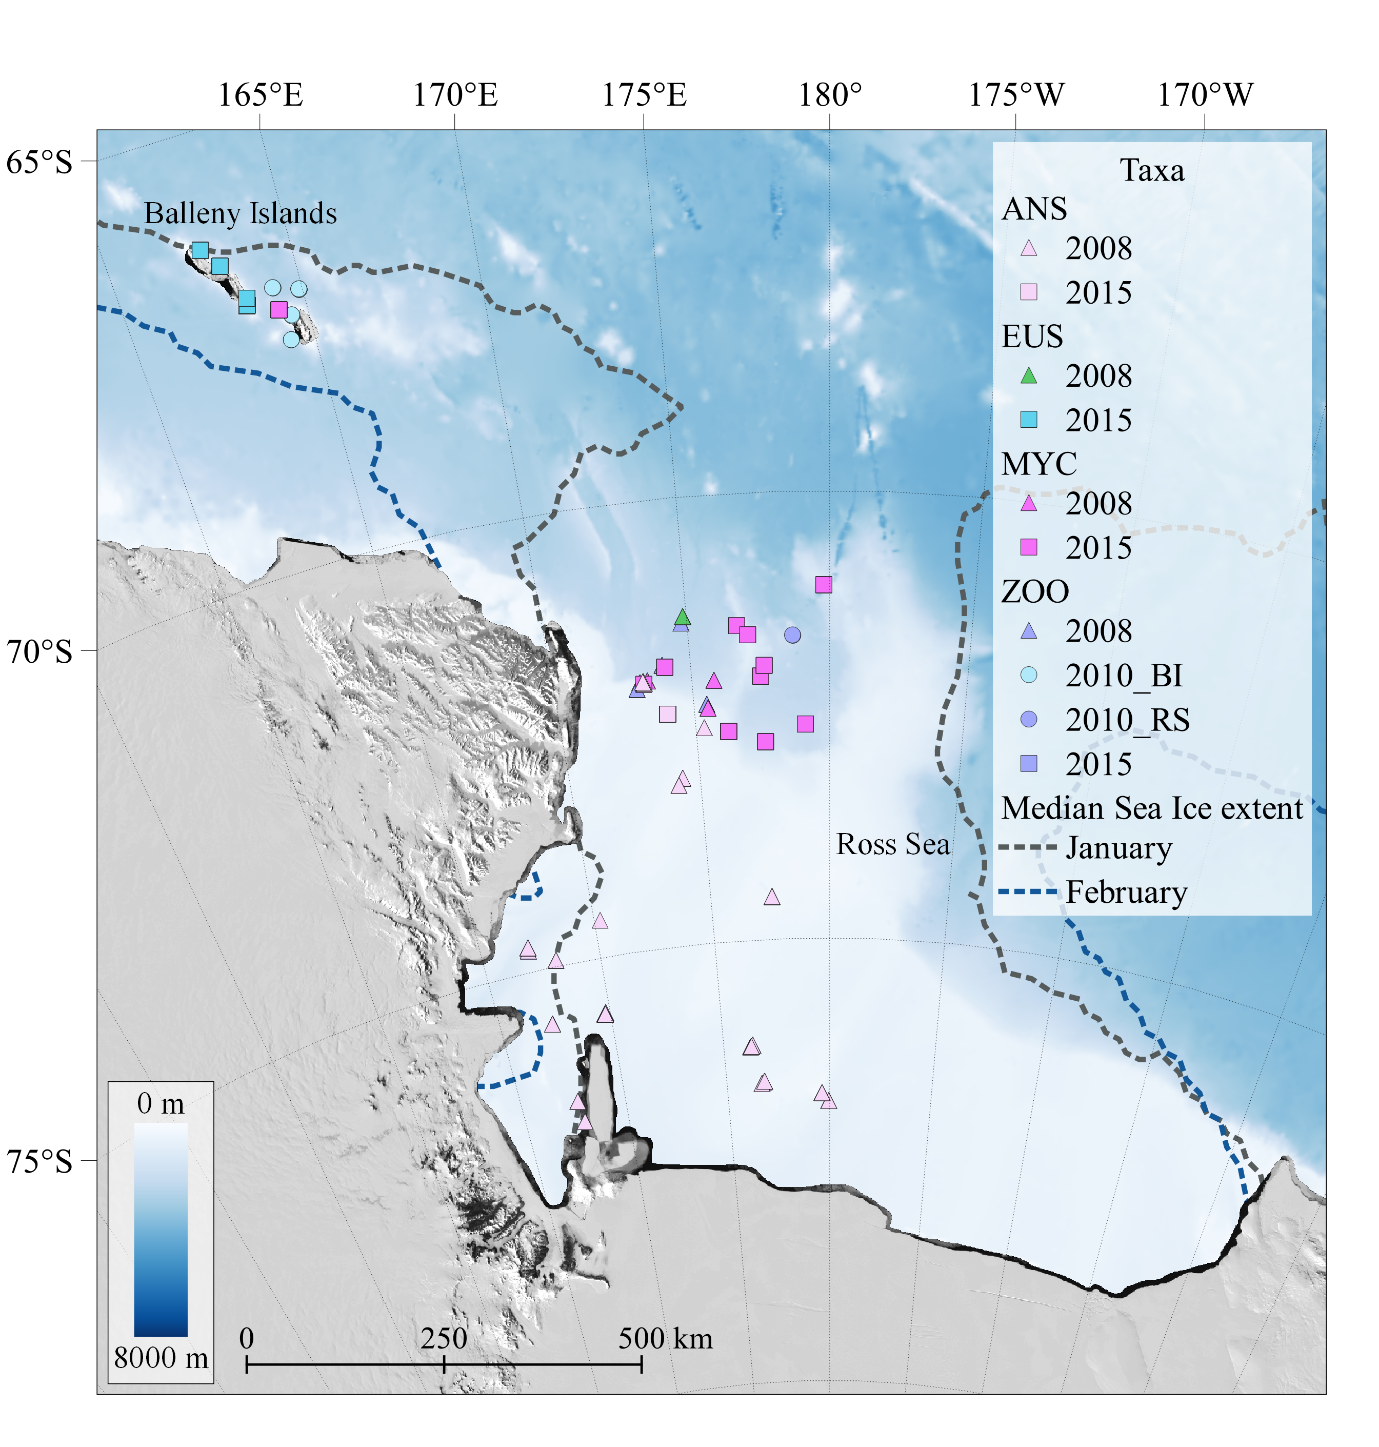 165°E 170°E 175°E 180° 175°W 170°W
65°S
70°S
75°S
Balleny Islands
Ross Sea
Taxa
ANS
2008
2015
EUS
2008
2015
MYC
2008
2015
ZOO
2008
2010_BI
2010_RS
2015
Median Sea Ice extent
January
February
0 m
8000 m
0 250 500 km